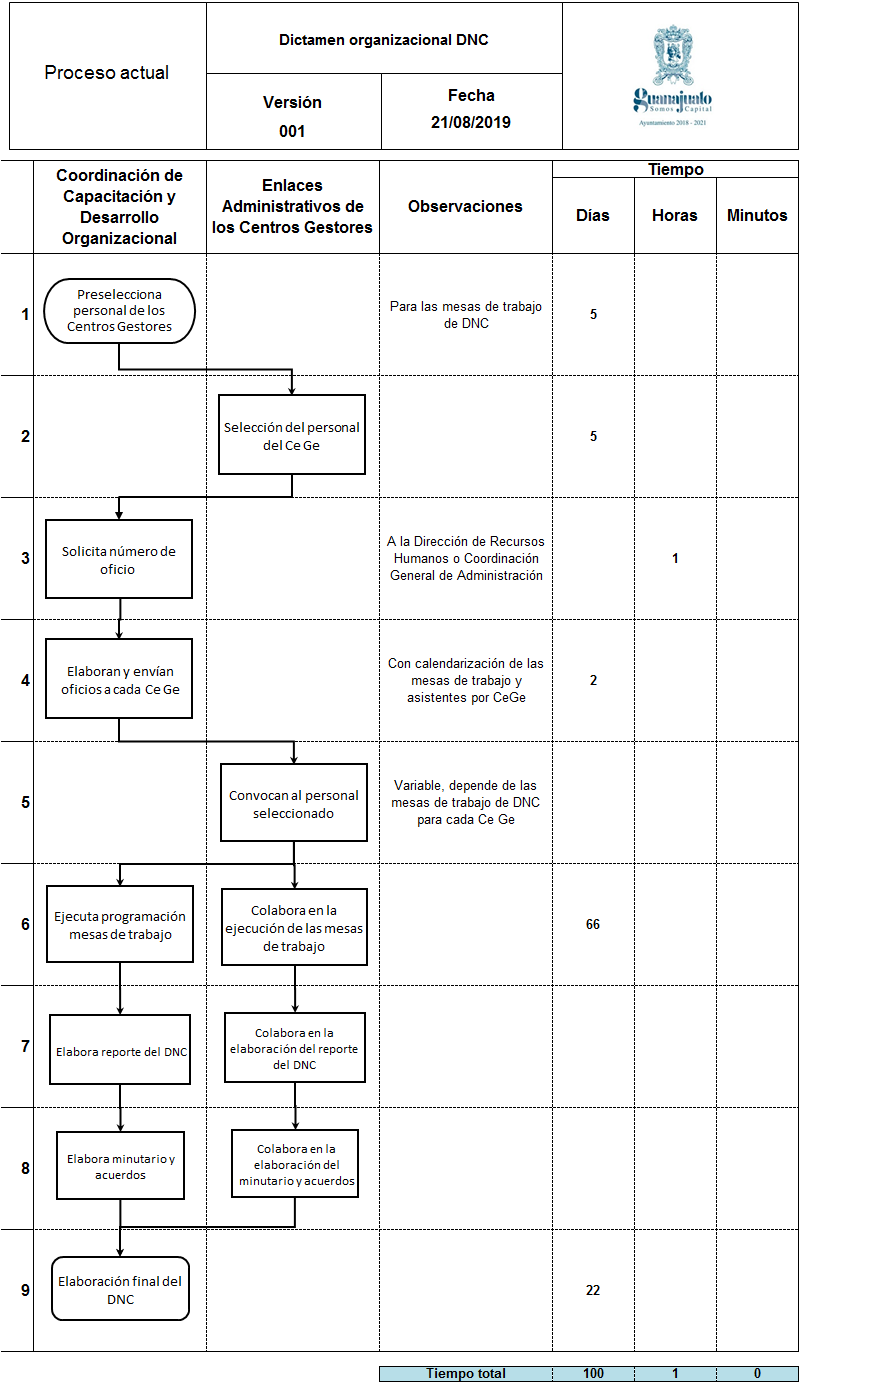 Proceso actual
Dictamen organizacional DNC
Versión
001
Fecha
21/08/2019
guanajuato
Somos Capital
Ayuntamiento 2018 - 2021
Coordinación de
Capacitación y
Desarrollo
Organizacional
Enlaces
Administrativos de
los Centros Gestores
Observaciones
Tiempo
Días
Horas
Minutos
1
Preselecciona
personal de los
Centros Gestores
Para las mesas de trabajo
de DNC
5
2
Selección del personal
del Ce Ge
5
3
Solicita número de
oficio
A la Dirección de Recursos
Humanos o Coordinación
General de Administración
1
4
Elaboran y envían
oficios a cada Ce Ge
Con calendarización de las
mesas de trabajo y
asistentes por CeGe
2
5
Convocan al personal
seleccionado
Variable, depende de las
mesas de trabajo de DNC
para cada Ce Ge
6
Ejecuta programación
mesas de trabajo
Colabora en la
ejecución de las mesas
de trabajo
66
7
Elabora reporte del DNC
Colabora en la
elaboración del reporte
del DNC
8
Elabora minutario y
acuerdos
Colabora en la
elaboración del
minutario y acuerdos
9
Elaboración final del
DNC
22
Tiempo total
100
1
0